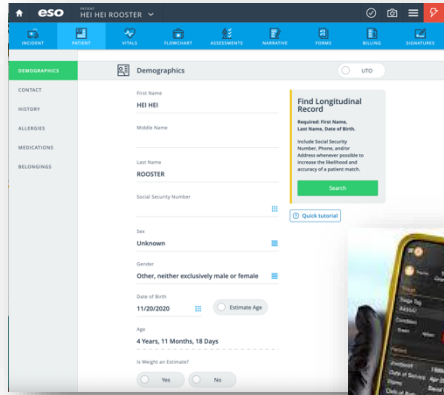 eso
PATIENT
HEI HEI ROOSTER
INCIDENT
PATIENT
VITALS
FLOWCHART
ASSESSMENTS
NARRATIVE
FORMS
BILLING
SIGNATURES
DEMOGRAPHICS
CONTACT
HISTORY
ALLERGIES
MEDICATIONS
BELONGINGS
Demographics
UTO
First Name
HEI HEI
Middle Name
Last Name
ROOSTER
Social Security Number
Sex
Unknown
Gender
Other, neither exclusively male or female
Date of Birth
11/20/2020
Estimate Age
Age
4 Years, 11 Months, 18 Days
Is Weight an Estimate?
Yes
No
Find Longitudinal
Record
Required: First Name,
Last Name, Date of Birth.
Include Social Security
Number, Phone, and/or
Address whenever possible to
increase the likelihood and
accuracy of a patient match.
Search
Quick tutorial
Triage Tag
Condition
Green